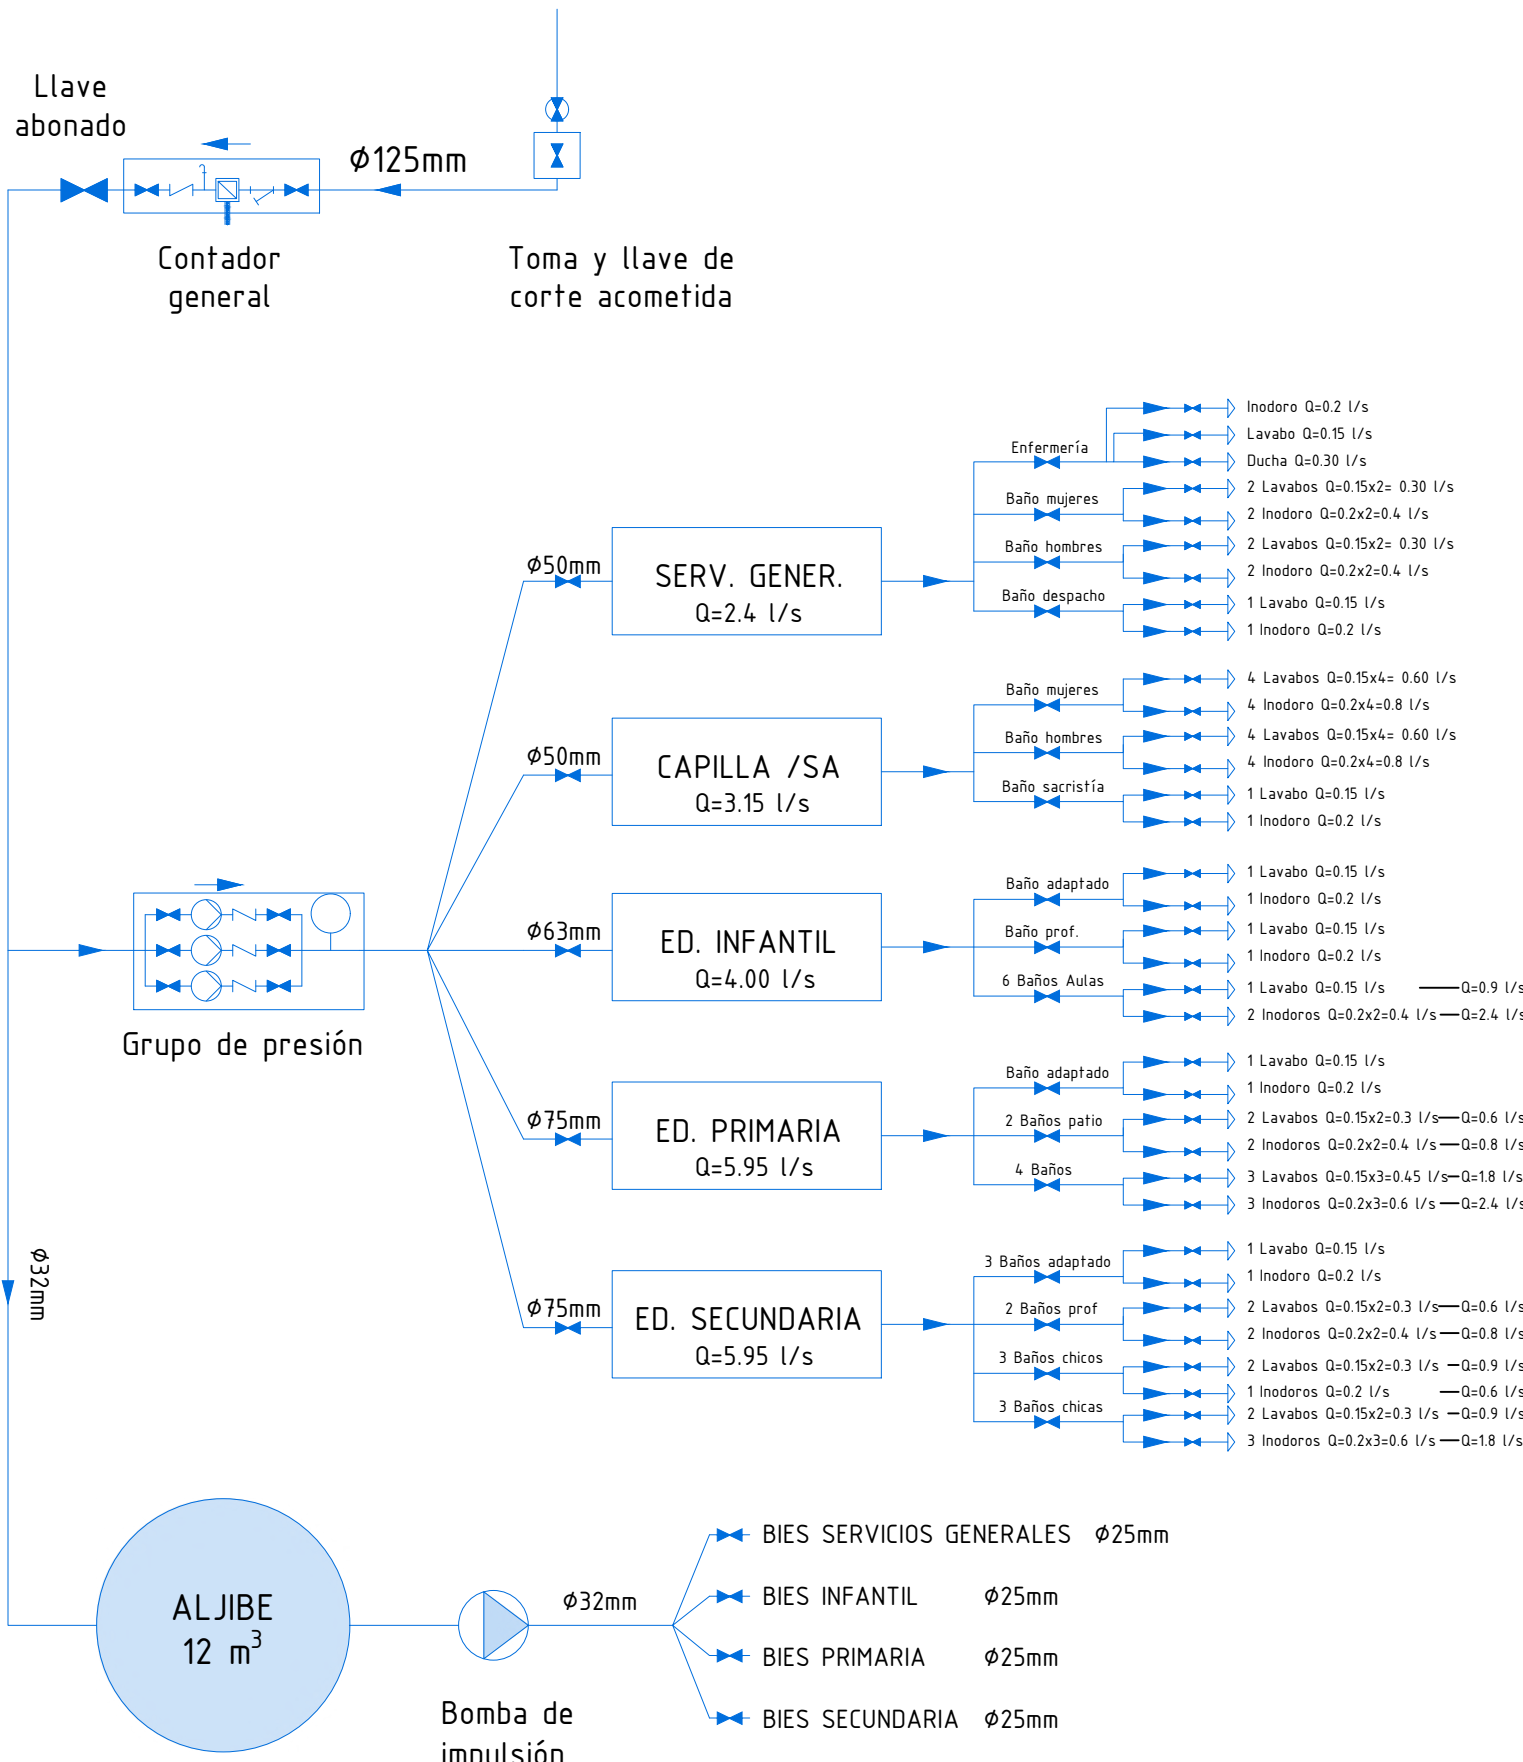 Llave
abonado
Φ125mm
Contador
general
Toma y llave de
corte acometida
Φ50mm
SERV. GENER.
Q=2.4 l/s
Enfermería
Inodoro Q=0.2 l/s
Lavabo Q=0.15 l/s
Ducha Q=0.30 l/s
Baño mujeres
2 Lavabos Q=0.15x2= 0.30 l/s
2 Inodoro Q=0.2x2=0.4 l/s
Baño hombres
2 Lavabos Q=0.15x2= 0.30 l/s
2 Inodoro Q=0.2x2=0.4 l/s
Baño despacho
1 Lavabo Q=0.15 l/s
1 Inodoro Q=0.2 l/s
Φ50mm
CAPILLA /SA
Q=3.15 l/s
Baño mujeres
4 Lavabos Q=0.15x4= 0.60 l/s
4 Inodoro Q=0.2x4=0.8 l/s
Baño hombres
4 Lavabos Q=0.15x4= 0.60 l/s
4 Inodoro Q=0.2x4=0.8 l/s
Baño sacristía
1 Lavabo Q=0.15 l/s
1 Inodoro Q=0.2 l/s
Grupo de presión
Φ63mm
ED. INFANTIL
Q=4.00 l/s
Baño adaptado
1 Lavabo Q=0.15 l/s
1 Inodoro Q=0.2 l/s
Baño prof.
1 Lavabo Q=0.15 l/s
1 Inodoro Q=0.2 l/s
6 Baños Aulas
1 Lavabo Q=0.15 l/s Q=0.9 l/s
2 Inodoros Q=0.2x2=0.4 l/s Q=2.4 l/s
Φ75mm
ED. PRIMARIA
Q=5.95 l/s
Baño adaptado
1 Lavabo Q=0.15 l/s
1 Inodoro Q=0.2 l/s
2 Baños patio
2 Lavabos Q=0.15x2=0.3 l/s Q=0.6 l/s
2 Inodoros Q=0.2x2=0.4 l/s Q=0.8 l/s
4 Baños
3 Lavabos Q=0.15x3=0.45 l/s Q=1.8 l/s
3 Inodoros Q=0.2x3=0.6 l/s Q=2.4 l/s
Φ75mm
ED. SECUNDARIA
Q=5.95 l/s
3 Baños adaptado
1 Lavabo Q=0.15 l/s
1 Inodoro Q=0.2 l/s
2 Baños prof
2 Lavabos Q=0.15x2=0.3 l/s Q=0.6 l/s
2 Inodoros Q=0.2x2=0.4 l/s Q=0.8 l/s
3 Baños chicos
2 Lavabos Q=0.15x2=0.3 l/s Q=0.9 l/s
1 Inodoros Q=0.2 l/s Q=0.6 l/s
3 Baños chicas
2 Lavabos Q=0.15x2=0.3 l/s Q=0.9 l/s
3 Inodoros Q=0.2x3=0.6 l/s Q=1.8 l/s
Φ32mm
ALJIBE
12 m³
Bomba de
impulsión
Φ32mm
BIES SERVICIOS GENERALES Φ25mm
BIES INFANTIL Φ25mm
BIES PRIMARIA Φ25mm
BIES SECUNDARIA Φ25mm